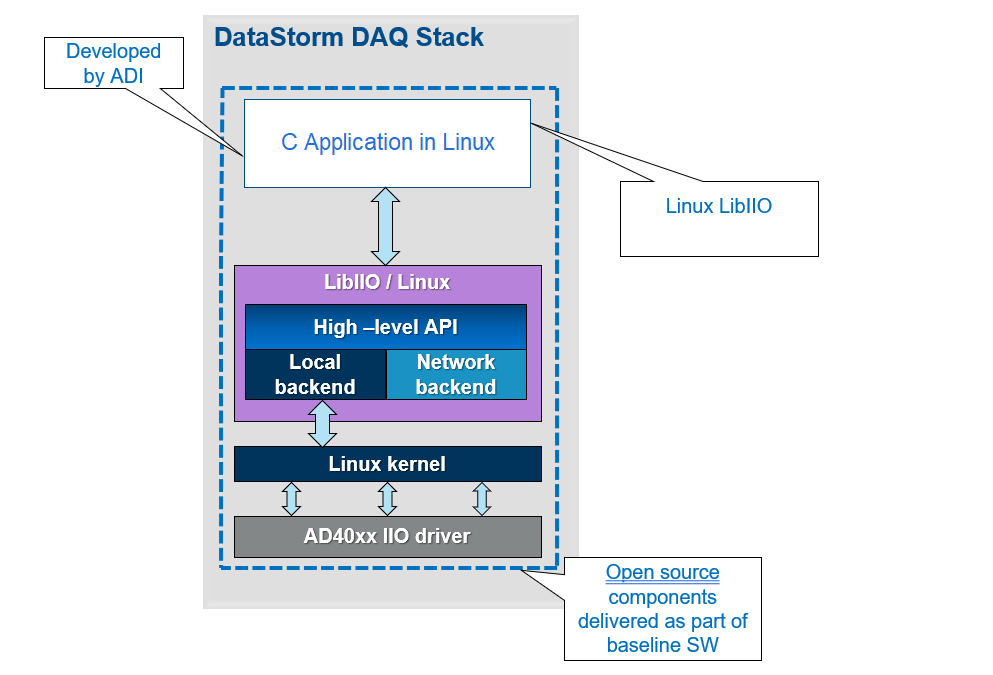 DataStorm DAQ Stack
Developed
by ADI
C Application in Linux
Linux LibIIO
LibIIO / Linux
High –level API
Local
backend
Network
backend
Linux kernel
AD40xx IIO driver
Open source
components
delivered as part of
baseline SW